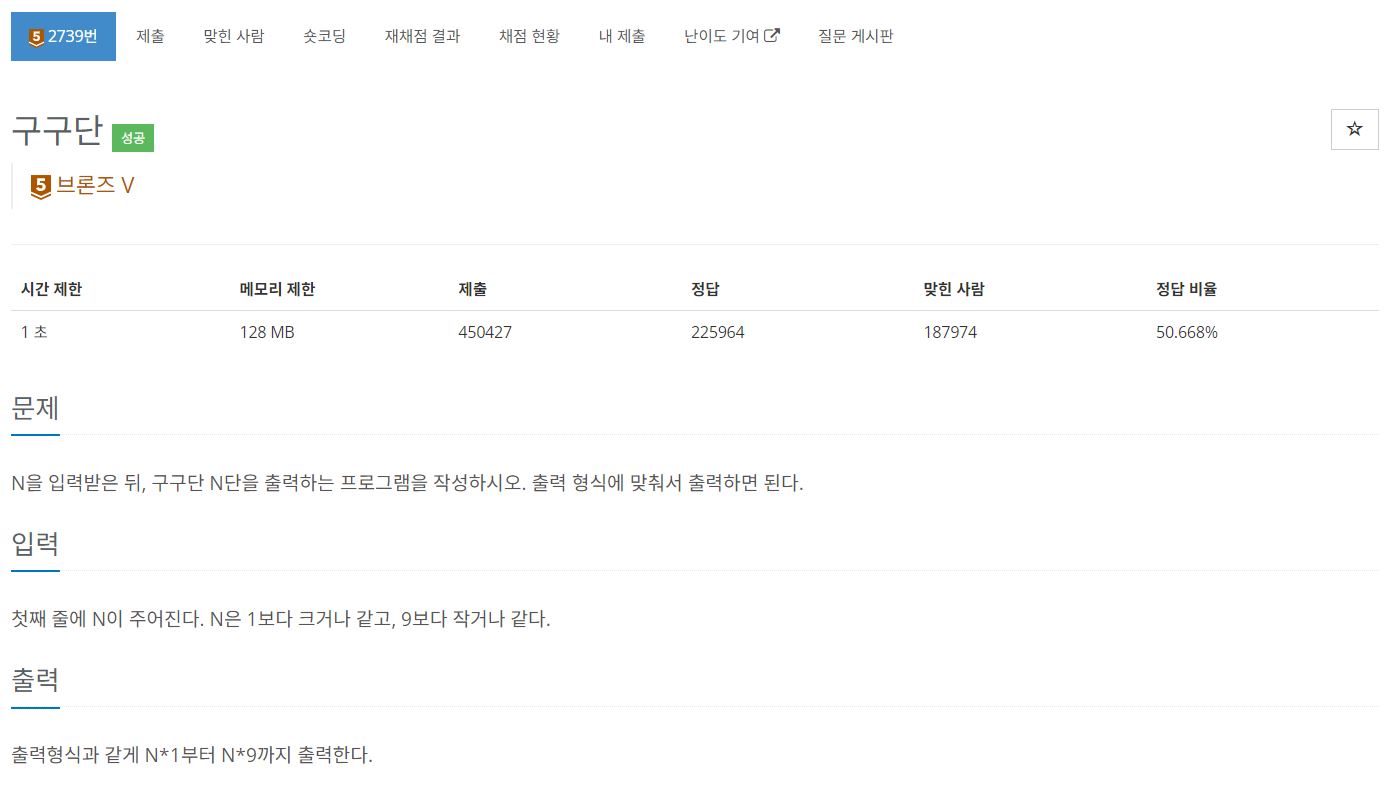 5 2739번 제출 맞힌 사람 숏코딩 재채점 결과 채점 현황 내 제출 난이도 기여 질문 게시판
구구단 성공
5 브론즈 V
시간 제한 메모리 제한 제출 정답 맞힌 사람 정답 비율
1 초 128 MB 450427 225964 187974 50.668%
문제
N을 입력받은 뒤, 구구단 N단을 출력하는 프로그램을 작성하시오. 출력 형식에 맞춰서 출력하면 된다.
입력
첫째 줄에 N이 주어진다. N은 1보다 크거나 같고, 9보다 작거나 같다.
출력
출력형식과 같게 N*1부터 N*9까지 출력한다.